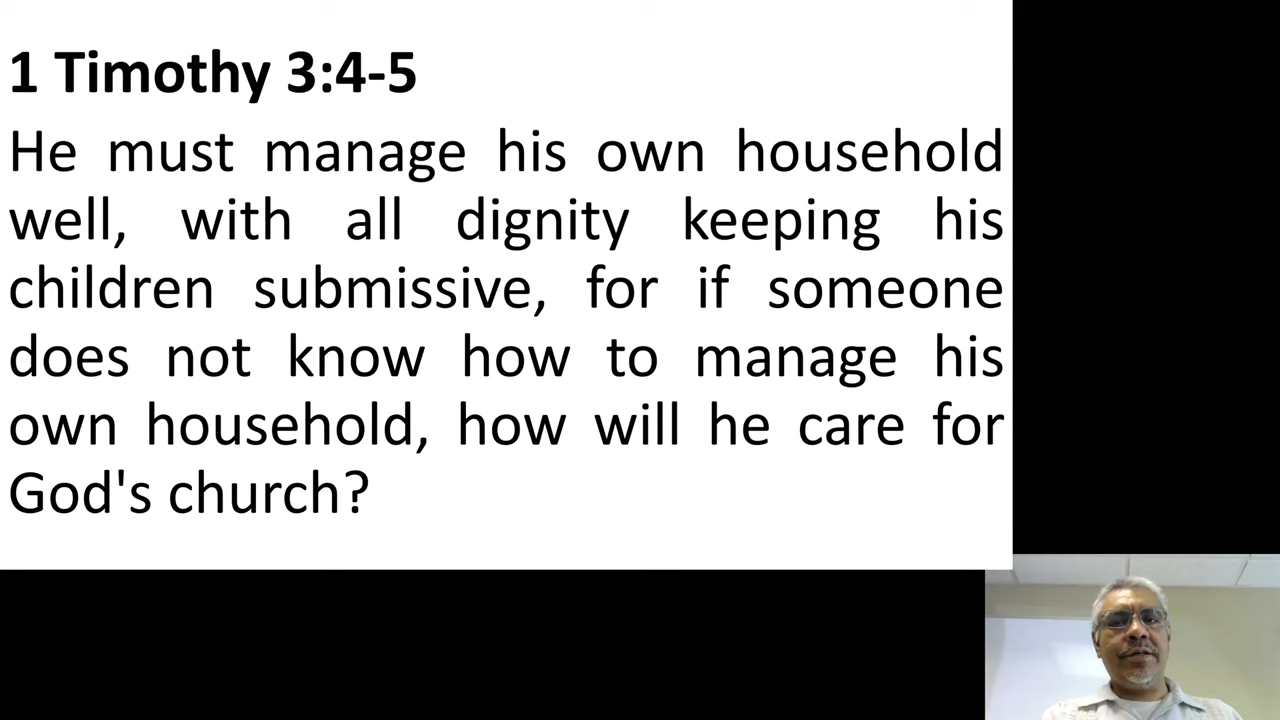 1 Timothy 3:4-5
He must manage his own household
well, with all dignity keeping his
children submissive, for if someone
does not know how to manage his
own household, how will he care for
God's church?